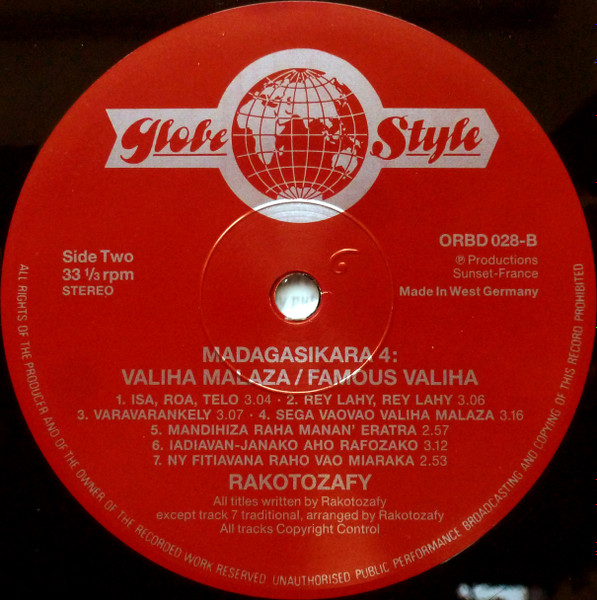 Globe Style
Side Two
33 ⅓ rpm
STEREO
ORBD 028-B
℗ Productions
Sunset-France
Made In West Germany
MADAGASIKARA 4:
VALIHA MALAZA / FAMOUS VALIHA
1. ISA, ROA, TELO 3.04 · 2. REY LAHY, REY LAHY 3.06
3. VARAVARANKELY 3.07 · 4. SEGA VAOVAO VALIHA MALAZA 3.16
5. MANDIHIZA RAHA MANAN' ERATRA 2.57
6. IADIAVAN-JANAKO AHO RAFOZAKO 3.12
7. NY FITIAVANA RAHO VAO MIARAKA 2.53
RAKOTOZAFY
All titles written by Rakotozafy
except track 7 traditional, arranged by Rakotozafy
All tracks Copyright Control
ALL RIGHTS OF THE PRODUCER AND OF THE OWNER OF THE RECORDED WORK RESERVED UNAUTHORISED PUBLIC PERFORMANCE BROADCASTING AND COPYING OF THIS RECORD PROHIBITED